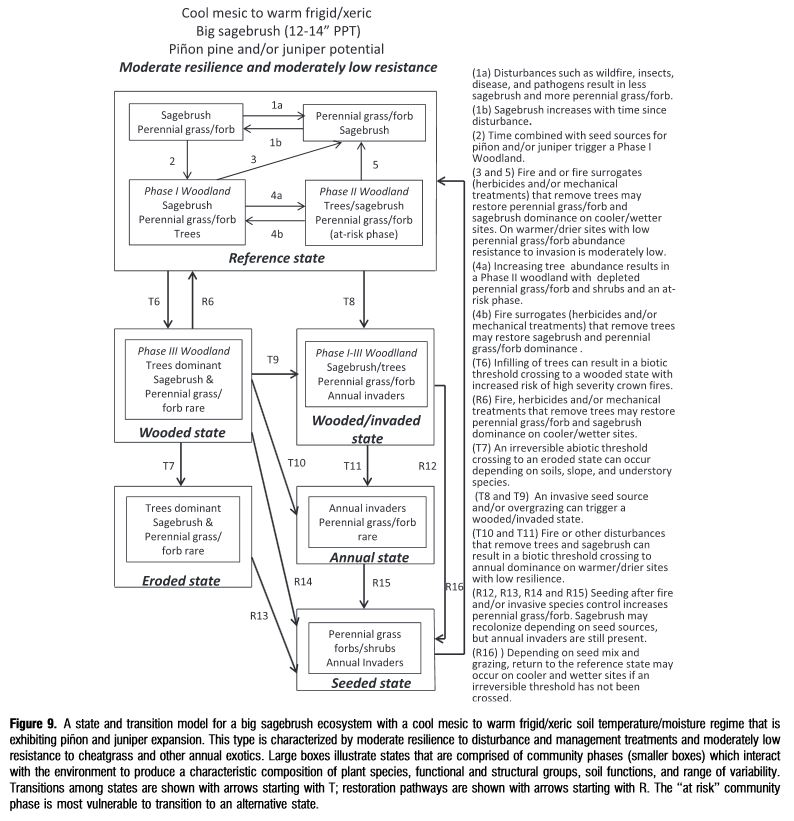 Cool mesic to warm frigid/xeric
Big sagebrush (12-14” PPT)
Piñon pine and/or juniper potential
Moderate resilience and moderately low resistance
Sagebrush
Perennial grass/forb
1a
1b
Perennial grass/forb
Sagebrush
2
3
5
Phase I Woodland
Sagebrush
Perennial grass/forb
Trees
4a
4b
Phase II Woodland
Trees/sagebrush
Perennial grass/forb
(at-risk phase)
Reference state
T6
R6
T8
Phase III Woodland
Trees dominant
Sagebrush &
Perennial grass/
forb rare
Wooded state
T9
Phase I-III Woodlland
Sagebrush/trees
Perennial grass/forb
Annual invaders
Wooded/invaded
state
T7
T10
T11
R12
Trees dominant
Sagebrush &
Perennial grass/
forb rare
Eroded state
Annual invaders
Perennial grass/forb
rare
Annual state
R13
R14
R15
R16
Perennial grass
forbs/shrubs
Annual Invaders
Seeded state
(1a) Disturbances such as wildfire, insects,
disease, and pathogens result in less
sagebrush and more perennial grass/forb.
(1b) Sagebrush increases with time since
disturbance.
(2) Time combined with seed sources for
piñon and/or juniper trigger a Phase I
Woodland.
(3 and 5) Fire and or fire surrogates
(herbicides and/or mechanical
treatments) that remove trees may
restore perennial grass/forb and
sagebrush dominance on cooler/wetter
sites. On warmer/drier sites with low
perennial grass/forb abundance
resistance to invasion is moderately low.
(4a) Increasing tree abundance results in
a Phase II woodland with depleted
perennial grass/forb and shrubs and an at-
risk phase.
(4b) Fire surrogates (herbicides and/or
mechanical treatments) that remove trees
may restore sagebrush and perennial
grass/forb dominance .
(T6) Infilling of trees can result in a biotic
threshold crossing to a wooded state with
increased risk of high severity crown fires.
(R6) Fire, herbicides and/or mechanical
treatments that remove trees may restore
perennial grass/forb and sagebrush
dominance on cooler/wetter sites.
(T7) An irreversible abiotic threshold
crossing to an eroded state can occur
depending on soils, slope, and understory
species.
(T8 and T9) An invasive seed source
and/or overgrazing can trigger a
wooded/invaded state.
(T10 and T11) Fire or other disturbances
that remove trees and sagebrush can
result in a biotic threshold crossing to
annual dominance on warmer/drier sites
with low resilience.
(R12, R13, R14 and R15) Seeding after fire
and/or invasive species control increases
perennial grass/forb. Sagebrush may
recolonize depending on seed sources,
but annual invaders are still present.
(R16) ) Depending on seed mix and
grazing, return to the reference state may
occur on cooler and wetter sites if an
irreversible threshold has not been
crossed.
Figure 9. A state and transition model for a big sagebrush ecosystem with a cool mesic to warm frigid/xeric soil temperature/moisture regime that is
exhibiting piñon and juniper expansion. This type is characterized by moderate resilience to disturbance and management treatments and moderately low
resistance to cheatgrass and other annual exotics. Large boxes illustrate states that are comprised of community phases (smaller boxes) which interact
with the environment to produce a characteristic composition of plant species, functional and structural groups, soil functions, and range of variability.
Transitions among states are shown with arrows starting with T; restoration pathways are shown with arrows starting with R. The “at risk” community
phase is most vulnerable to transition to an alternative state.